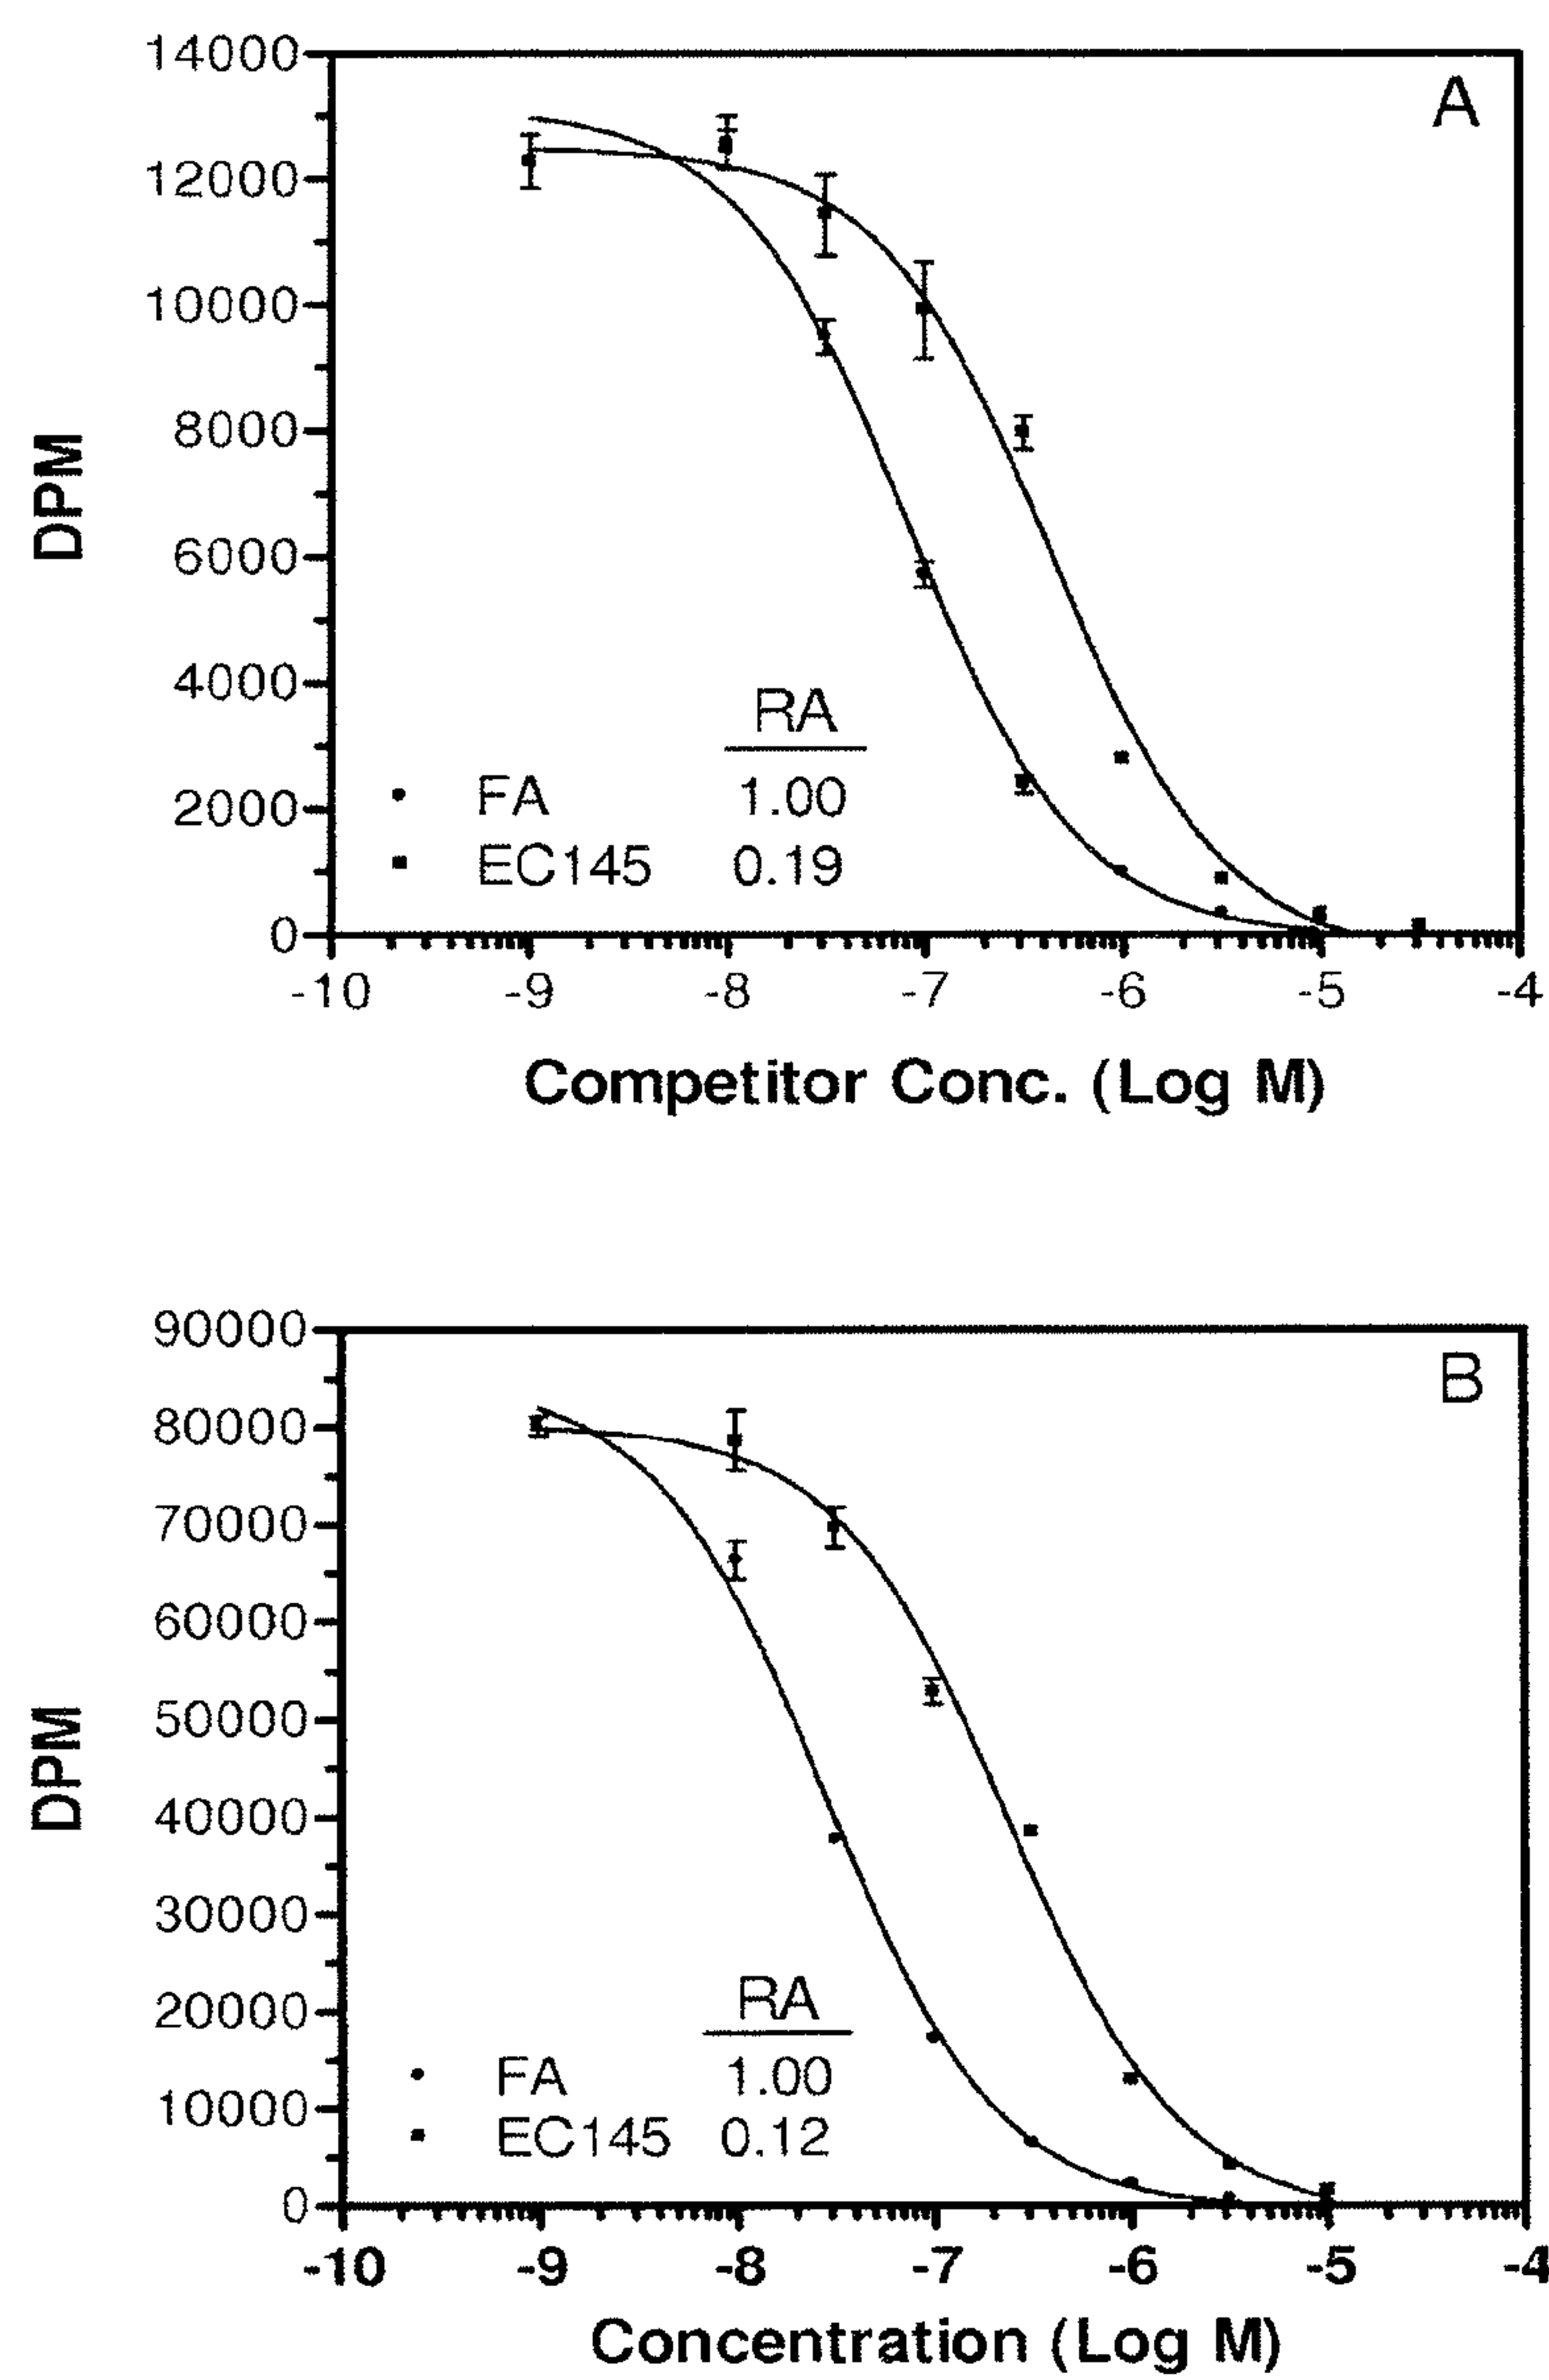 A
14000
12000
10000
8000
6000
4000
2000
0
DPM
RA
FA 1.00
EC145 0.19
-10 -9 -8 -7 -6 -5 -4
Competitor Conc. (Log M)
B
90000
80000
70000
60000
50000
40000
30000
20000
10000
0
DPM
RA
FA 1.00
EC145 0.12
-10 -9 -8 -7 -6 -5 -4
Concentration (Log M)